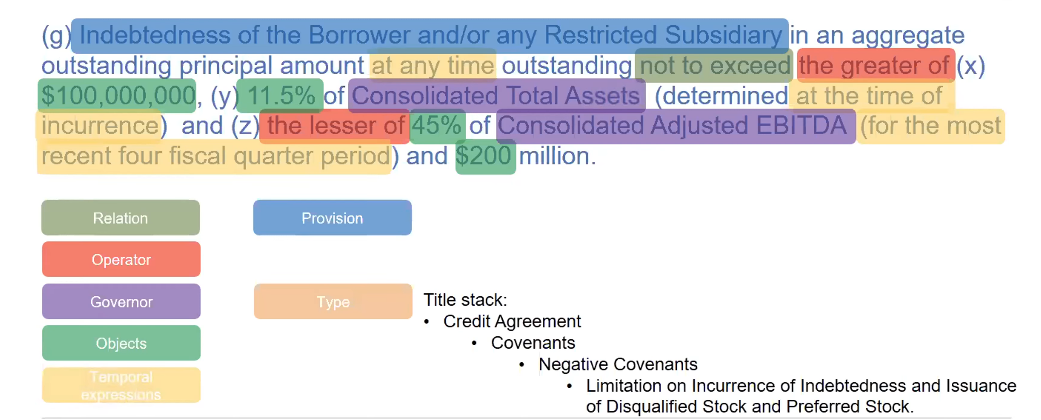 (g) Indebtedness of the Borrower and/or any Restricted Subsidiary in an aggregate
outstanding principal amount at any time outstanding not to exceed the greater of (x)
$100,000,000, (y) 11.5% of Consolidated Total Assets (determined at the time of
incurrence) and (z) the lesser of 45% of Consolidated Adjusted EBITDA (for the most
recent four fiscal quarter period) and $200 million.
Relation
Provision
Operator
Governor
Type
Objects
Temporal
expressions
Title stack:
• Credit Agreement
• Covenants
• Negative Covenants
• Limitation on Incurrence of Indebtedness and Issuance
of Disqualified Stock and Preferred Stock.